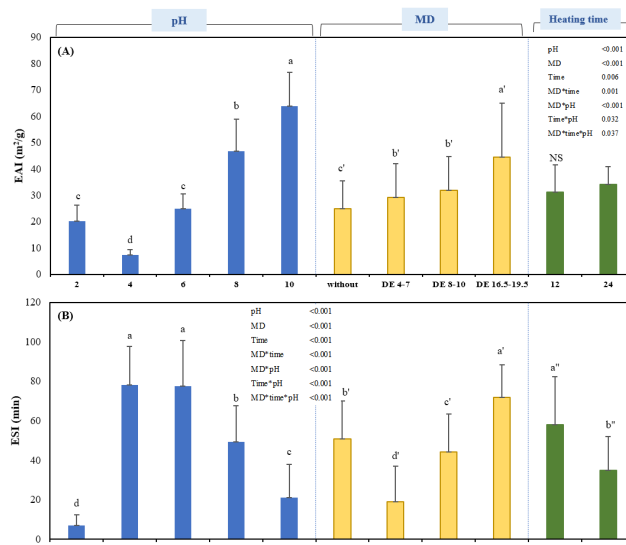 pH MD Heating time
(A)
EAI (m²/g)
90
80
70
60
50
40
30
20
10
0
c
d
c
b
a
c'
b'
b'
a'
NS
pH <0.001
MD <0.001
Time 0.006
MD*time 0.001
MD*pH <0.001
Time*pH 0.032
MD*time*pH 0.037
2 4 6 8 10 without DE 4-7 DE 8-10 DE 16.5-19.5 12 24
(B)
ESI (min)
120
100
80
60
40
20
0
d
a
a
b
c
pH <0.001
MD <0.001
Time <0.001
MD*time <0.001
MD*pH <0.001
Time*pH <0.001
MD*time*pH <0.001
b'
d'
c'
a'
a"
b"